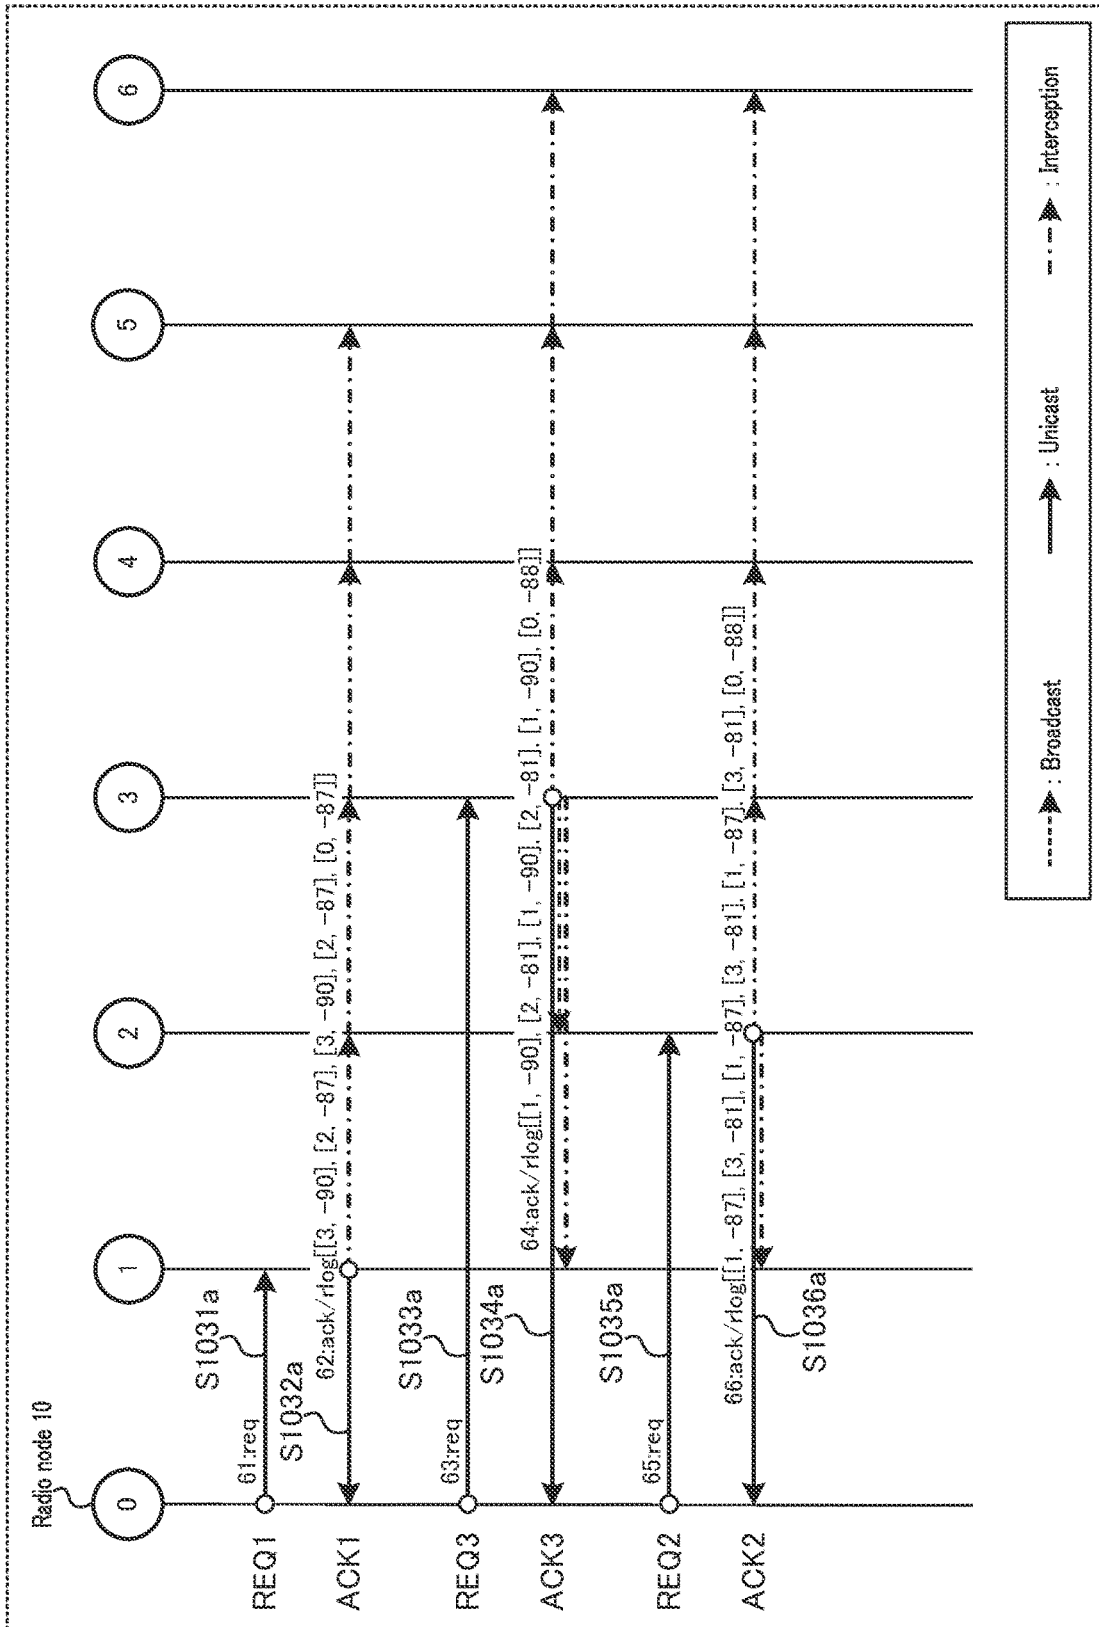 Radio node 10
0
1
2
3
4
5
6
REQ1
61:req
S1031a
ACK1
S1032a
62:ack/rlog[[3, -90], [2, -87], [3, -90], [2, -87], [0, -87]]
REQ3
63:req
S1033a
ACK3
S1034a
64:ack/rlog[[1, -90], [2, -81], [1, -90], [2, -81], [1, -90], [0, -88]]
REQ2
65:req
S1035a
ACK2
66:ack/rlog[[1, -87], [3, -81], [1, -87], [3, -81], [1, -87], [3, -81], [0, -88]]
S1036a
: Broadcast
: Unicast
: Interception